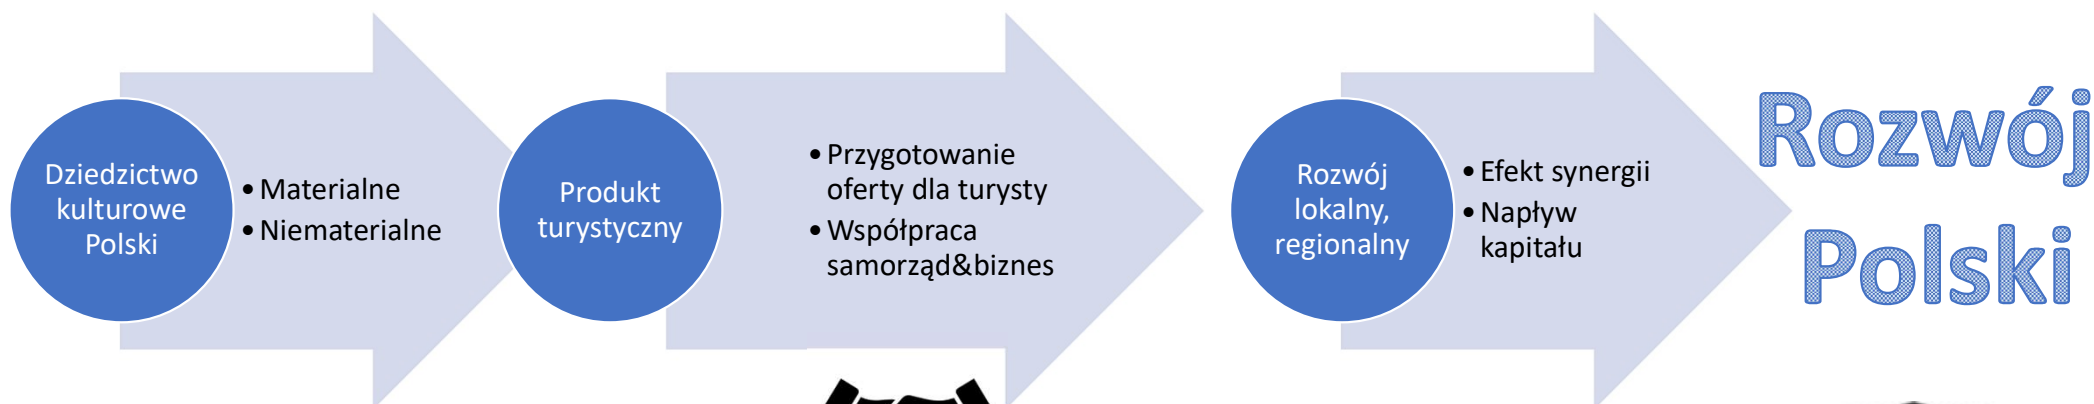 Dziedzictwo
kulturowe
Polski
• Materialne
• Niematerialne
Produkt
turystyczny
• Przygotowanie
oferty dla turysty
• Współpraca
samorząd&biznes
Rozwój
lokalny,
regionalny
• Efekt synergii
• Napływ
kapitału
Rozwój
Polski